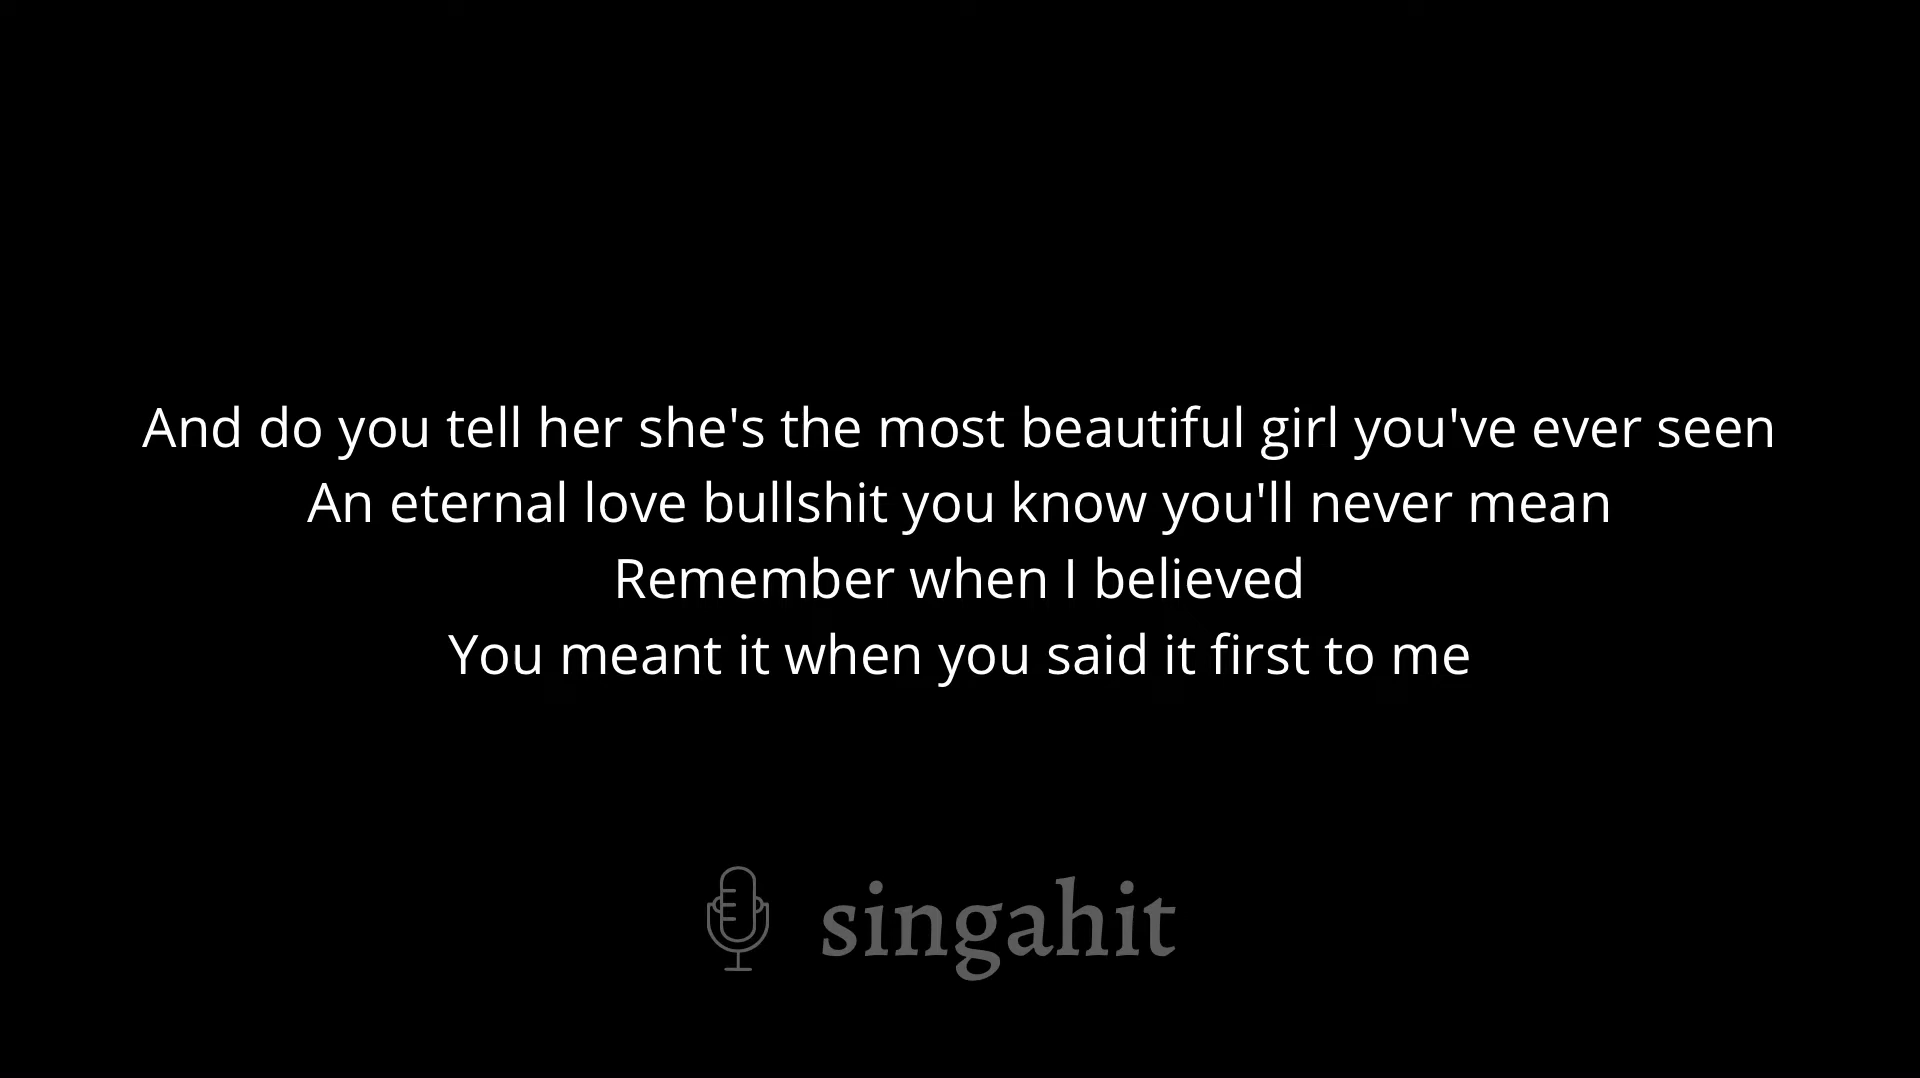 And do you tell her she's the most beautiful girl you've ever seen
An eternal love bullshit you know you'll never mean
Remember when I believed
You meant it when you said it first to me
singahit